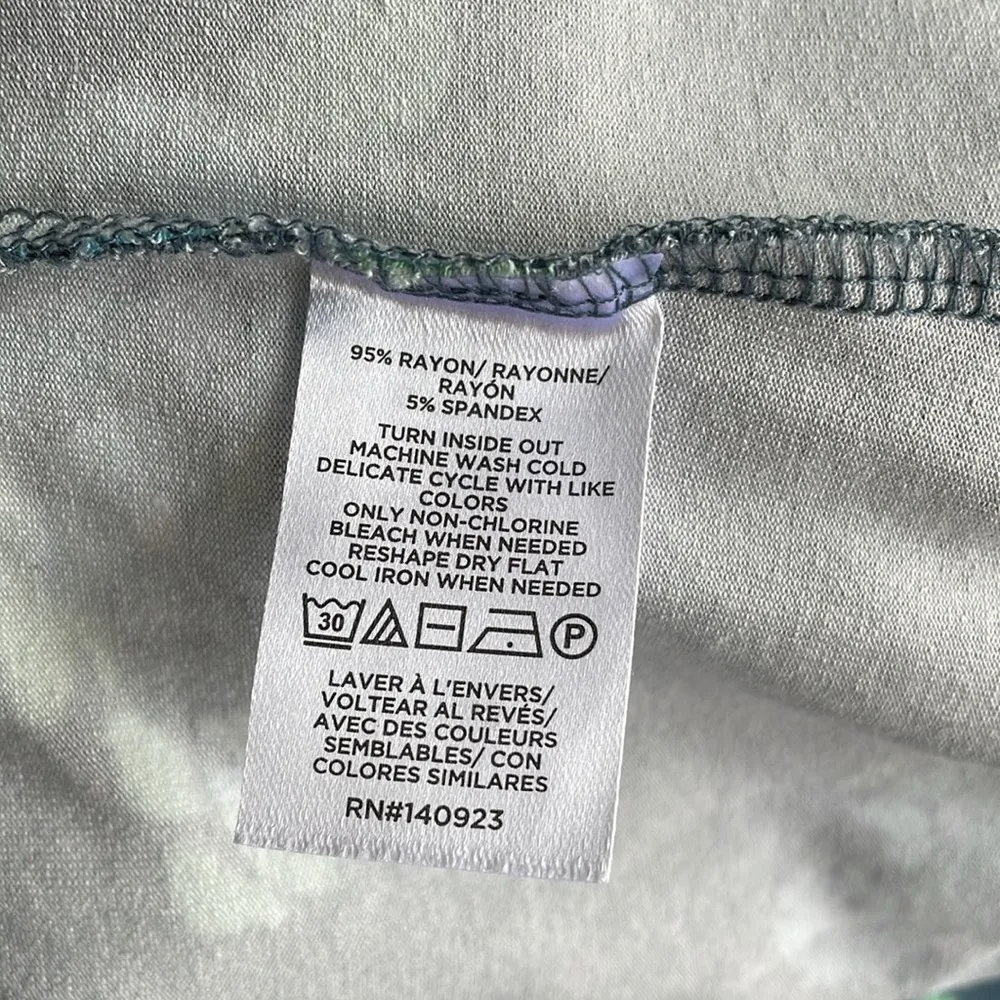 95% RAYON/ RAYONNE/
RAYÓN
5% SPANDEX
TURN INSIDE OUT
MACHINE WASH COLD
DELICATE CYCLE WITH LIKE
COLORS
ONLY NON-CHLORINE
BLEACH WHEN NEEDED
RESHAPE DRY FLAT
COOL IRON WHEN NEEDED
30 P
LAVER À L'ENVERS/
VOLTEAR AL REVÉS/
AVEC DES COULEURS
SEMBLABLES/ CON
COLORES SIMILARES
RN#140923